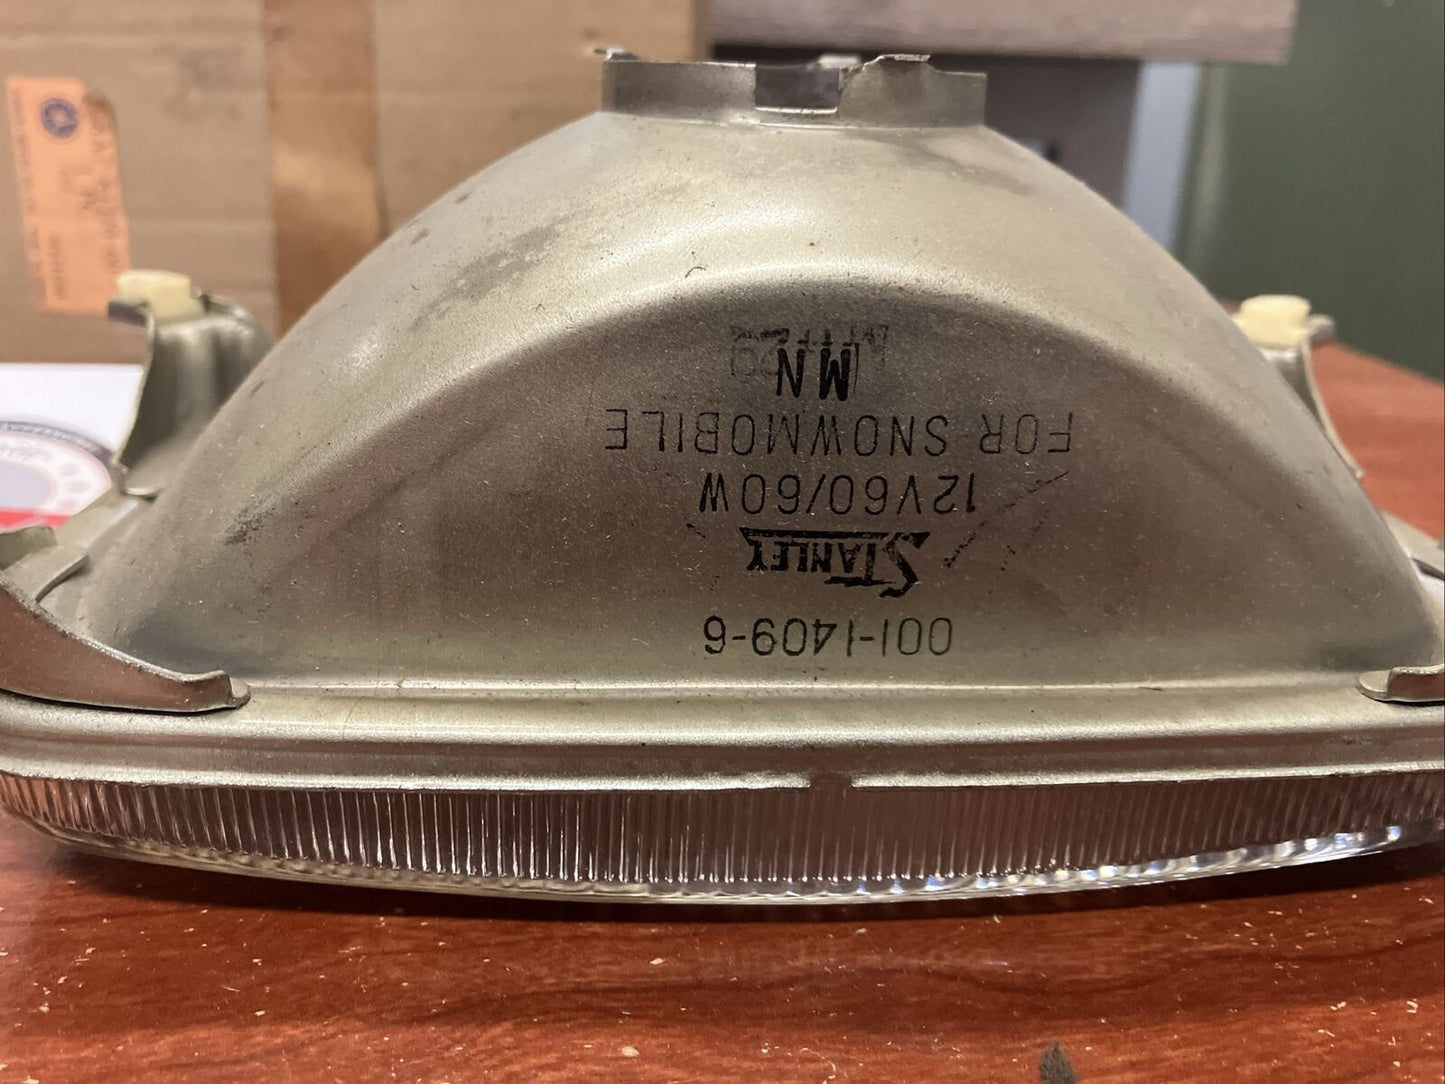 001-1409-6
STANLEY
12V60/60W
FOR SNOWMOBILE
MN